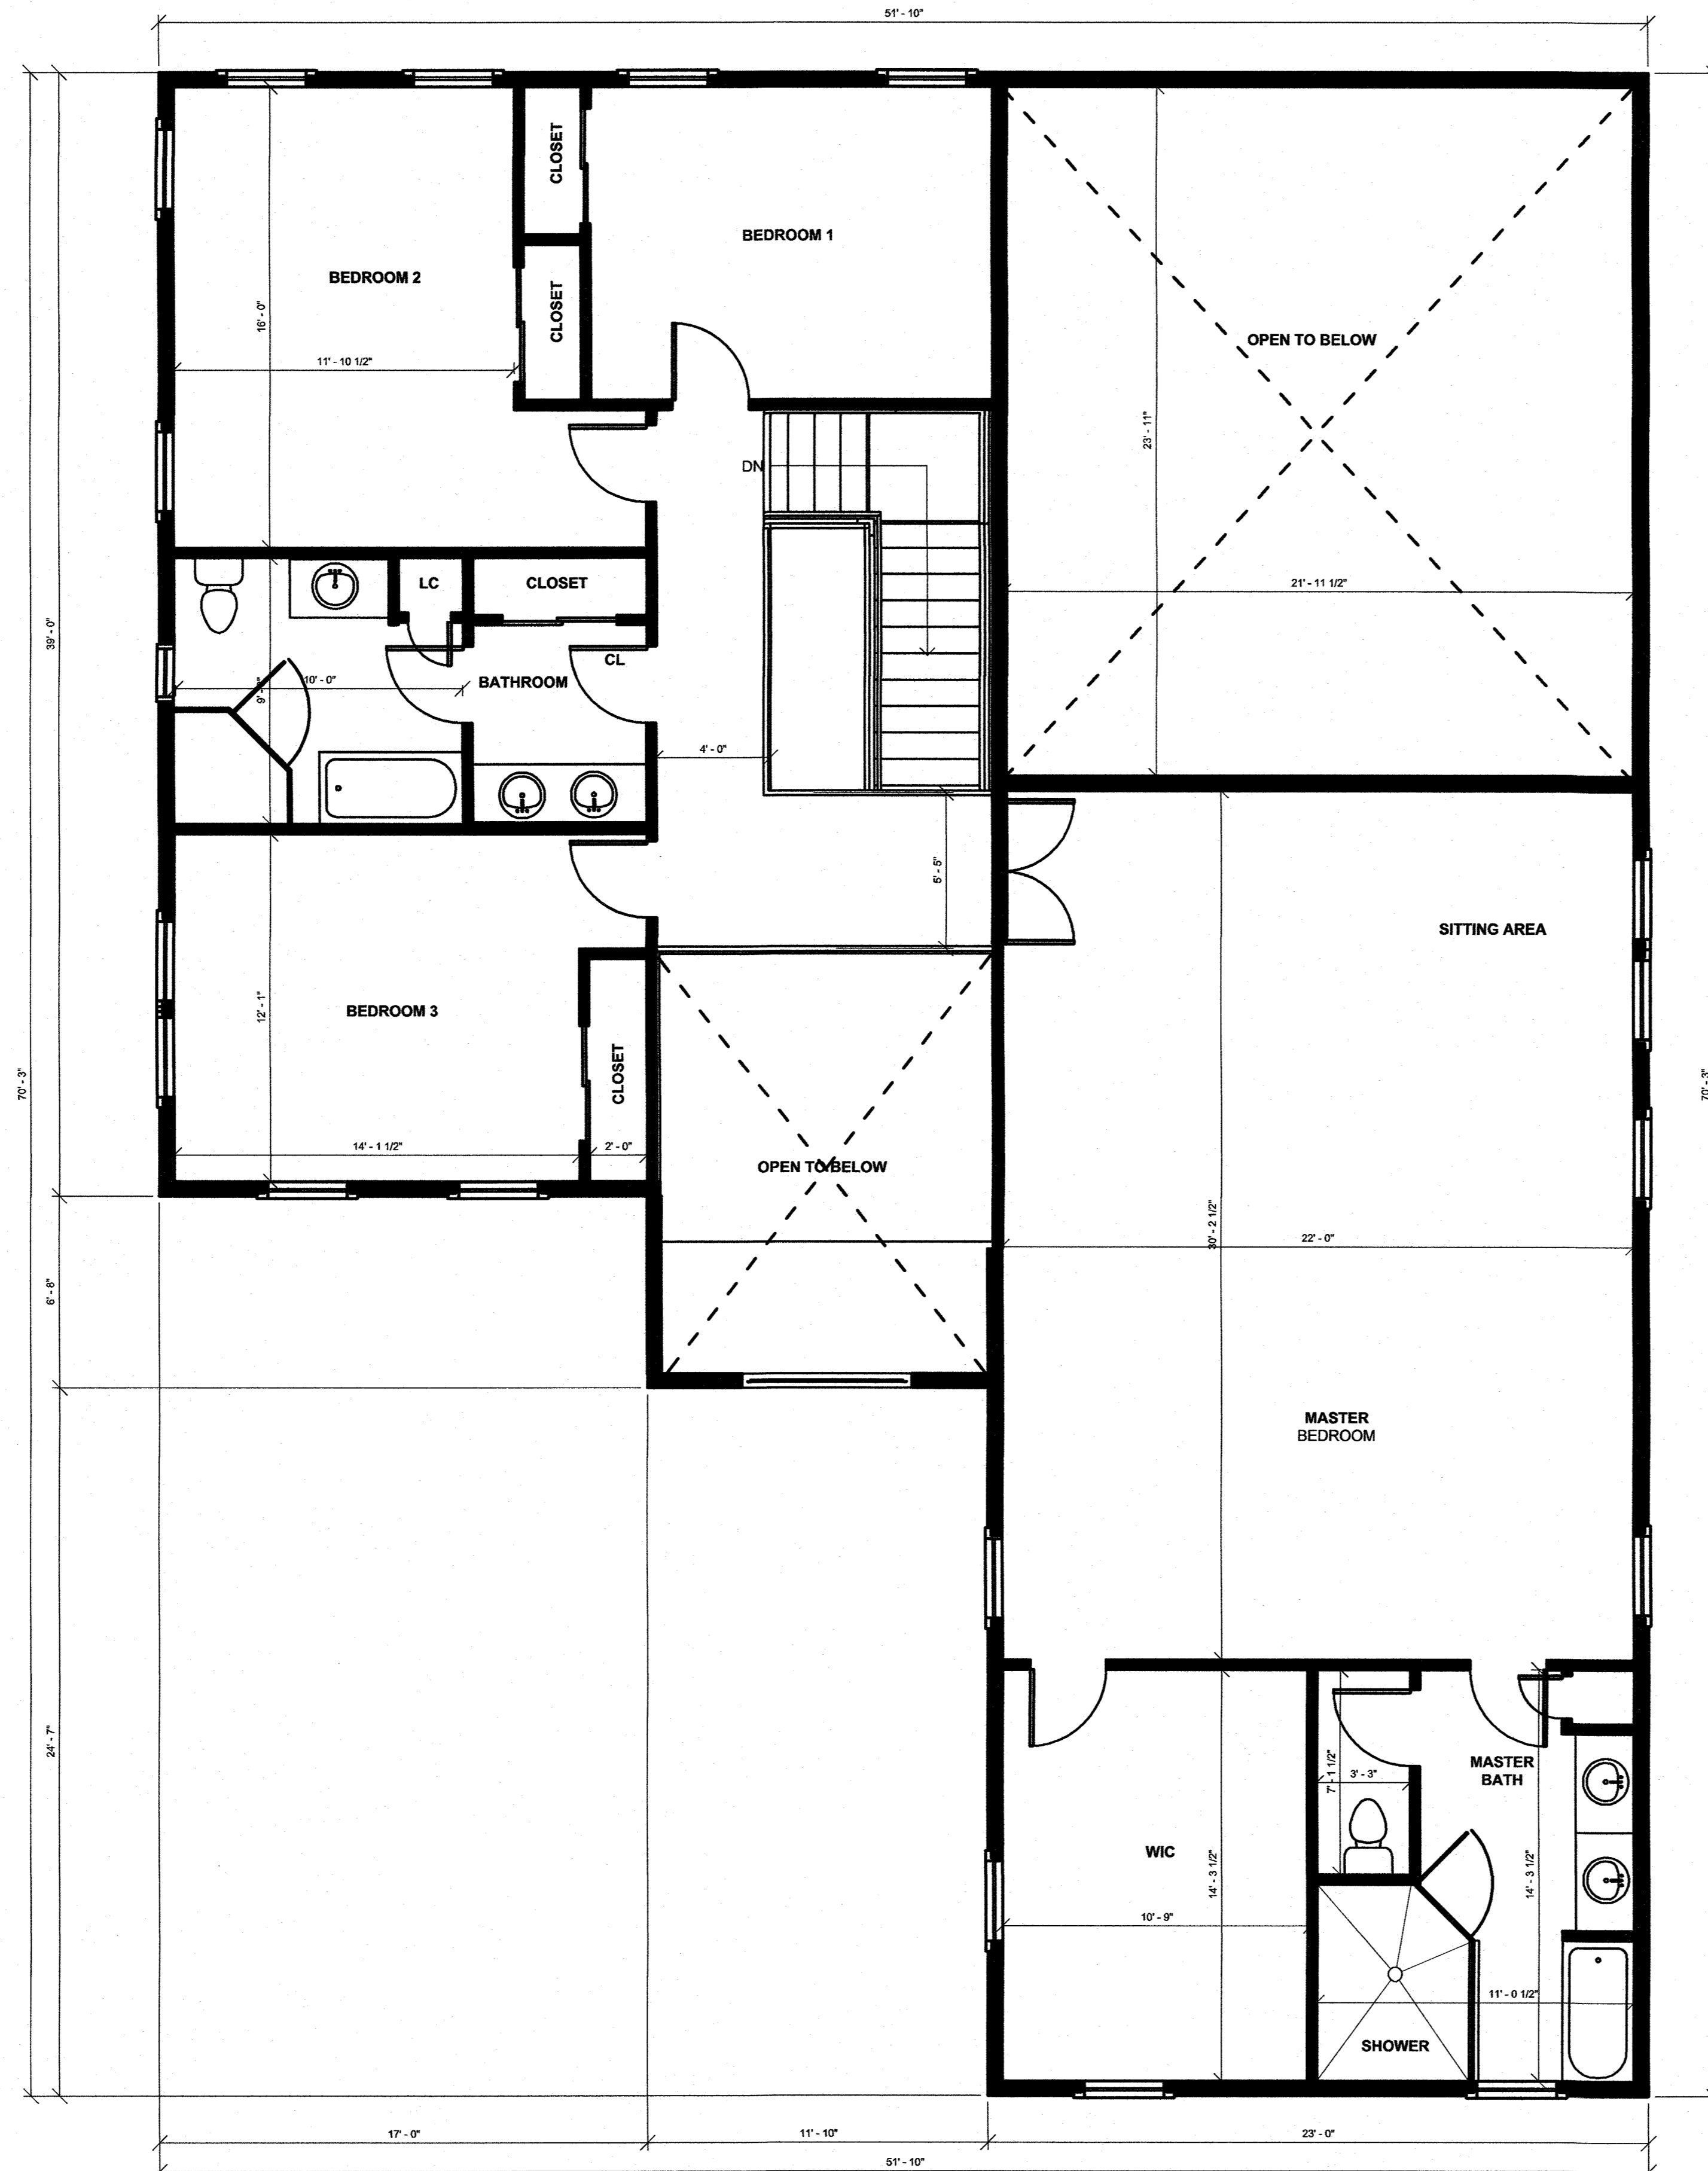 51' - 10"
CLOSET
BEDROOM 1
BEDROOM 2
CLOSET
16' - 0"
OPEN TO BELOW
11' - 10 1/2"
23' - 11"
DN
21' - 11 1/2"
LC
CLOSET
39' - 0"
CL
10' - 0"
BATHROOM
4' - 0"
5' - 5"
SITTING AREA
BEDROOM 3
12' - 1"
CLOSET
70' - 3"
70' - 3"
14' - 1 1/2"
2' - 0"
OPEN TO BELOW
30' - 2 1/2"
22' - 0"
6' - 8"
MASTER
BEDROOM
24' - 7"
7' - 1 1/2"
3' - 3"
MASTER
BATH
WIC
14' - 3 1/2"
14' - 3 1/2"
10' - 9"
11' - 0 1/2"
SHOWER
17' - 0"
11' - 10"
23' - 0"
51' - 10"